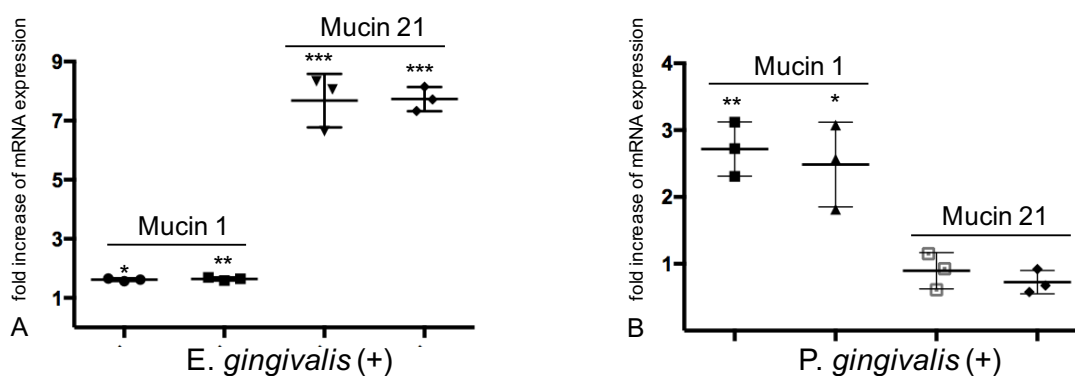 Mucin 21
***
***
9
7
5
3
1
fold increase of mRNA expression
Mucin 1
*
**
A
E. gingivalis (+)
4
3
2
1
fold increase of mRNA expression
Mucin 1
**
*
Mucin 21
B
P. gingivalis (+)